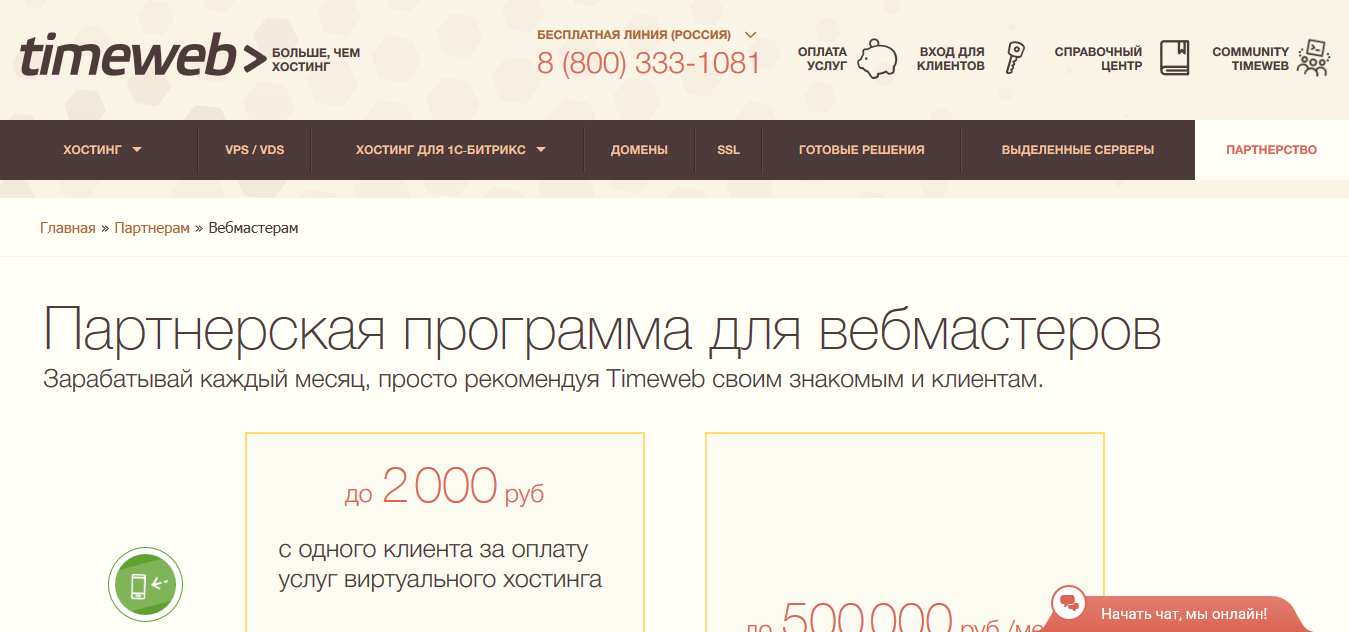 timeweb
БОЛЬШЕ, ЧЕМ
ХОСТИНГ
БЕСПЛАТНАЯ ЛИНИЯ (РОССИЯ)
8 (800) 333-1081
ОПЛАТА
УСЛУГ
ВХОД ДЛЯ
КЛИЕНТОВ
СПРАВОЧНЫЙ
ЦЕНТР
COMMUNITY
TIMEWEB
ХОСТИНГ
VPS / VDS
ХОСТИНГ ДЛЯ 1С-БИТРИКС
ДОМЕНЫ
SSL
ГОТОВЫЕ РЕШЕНИЯ
ВЫДЕЛЕННЫЕ СЕРВЕРЫ
ПАРТНЕРСТВО
Главная » Партнерам » Вебмастерам
Партнерская программа для вебмастеров
Зарабатывай каждый месяц, просто рекомендуя Timeweb своим знакомым и клиентам.
до 2 000 руб
с одного клиента за оплату
услуг виртуального хостинга
до 500 000 руб./ме
Начать чат, мы онлайн!